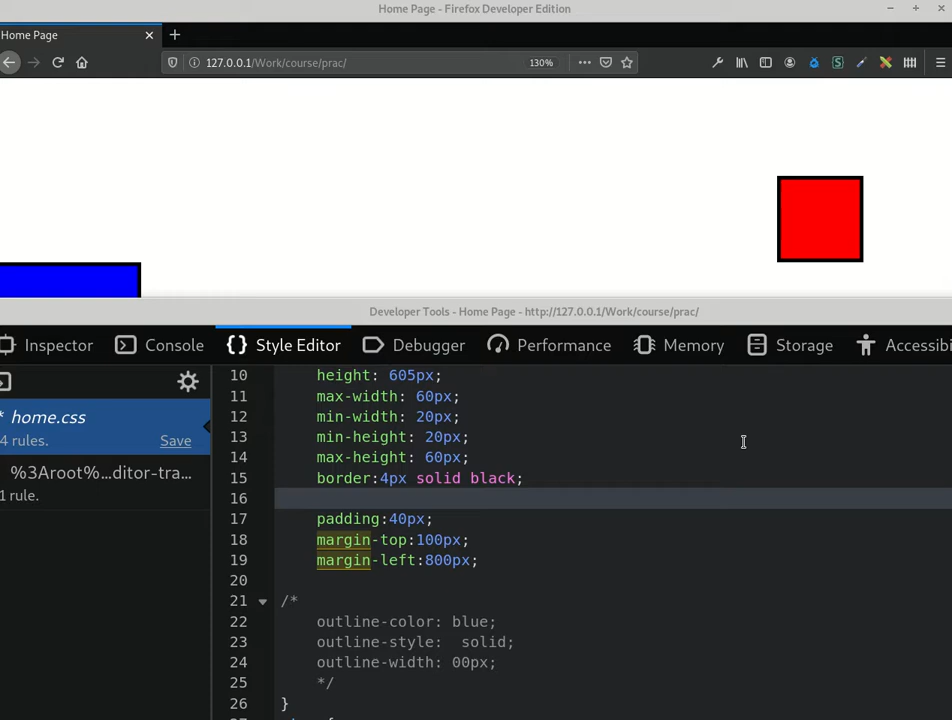 Home Page - Firefox Developer Edition
Home Page
127.0.0.1/Work/course/prac/
130%
Developer Tools - Home Page - http://127.0.0.1/Work/course/prac/
Inspector
Console
{} Style Editor
Debugger
Performance
Memory
Storage
Accessibi
* home.css
4 rules.
Save
%3Aroot%...ditor-tra...
1 rule.
10 height: 605px;
11 max-width: 60px;
12 min-width: 20px;
13 min-height: 20px;
14 max-height: 60px;
15 border:4px solid black;
16
17 padding:40px;
18 margin-top:100px;
19 margin-left:800px;
20
21 /*
22 outline-color: blue;
23 outline-style:  solid;
24 outline-width: 00px;
25 */
26 }